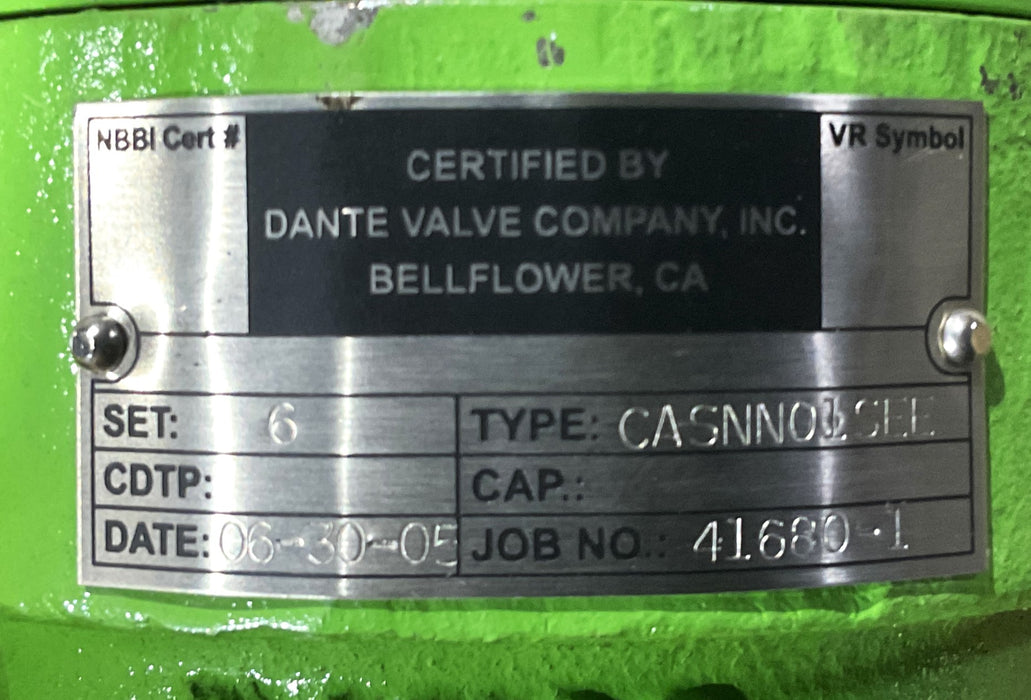 NBBI Cert #
CERTIFIED BY
DANTE VALVE COMPANY, INC.
BELLFLOWER, CA
VR Symbol
SET: 6
TYPE: CASNN01SEE
CDTP:
CAP.:
DATE: 06-30-05
JOB NO.: 41680-1